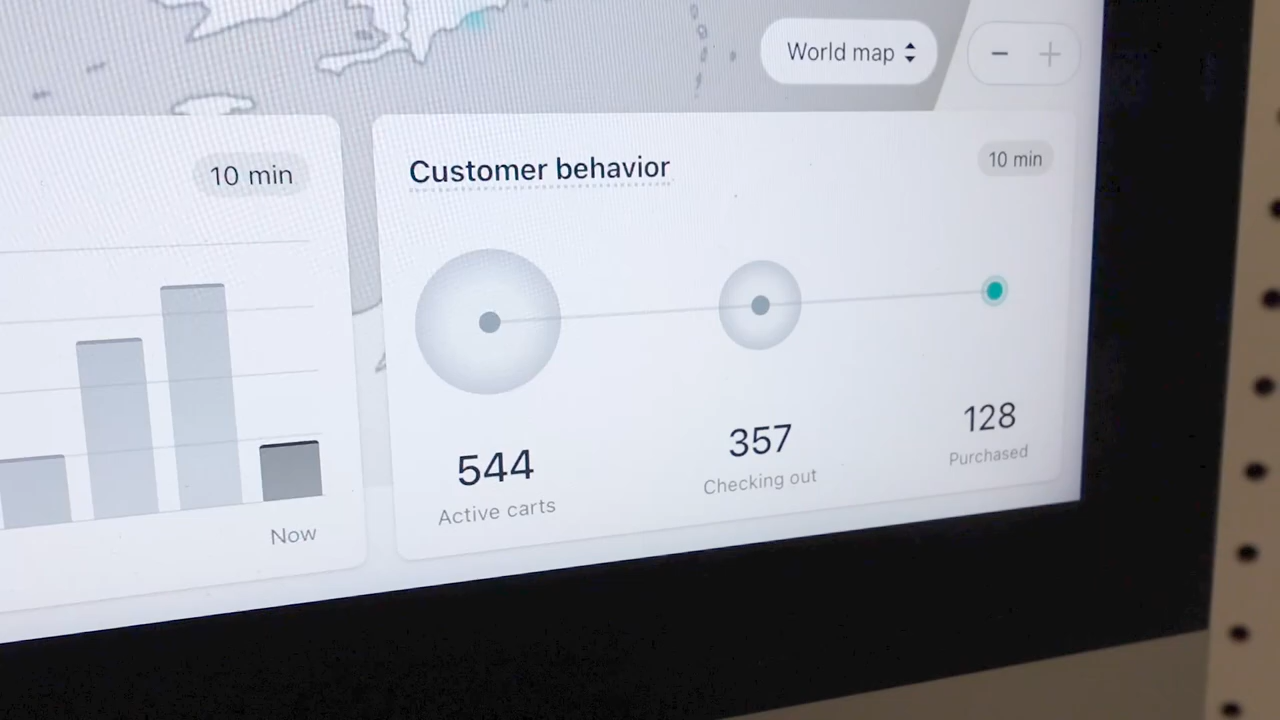 World map
10 min
Now
Customer behavior
10 min
544
Active carts
357
Checking out
128
Purchased